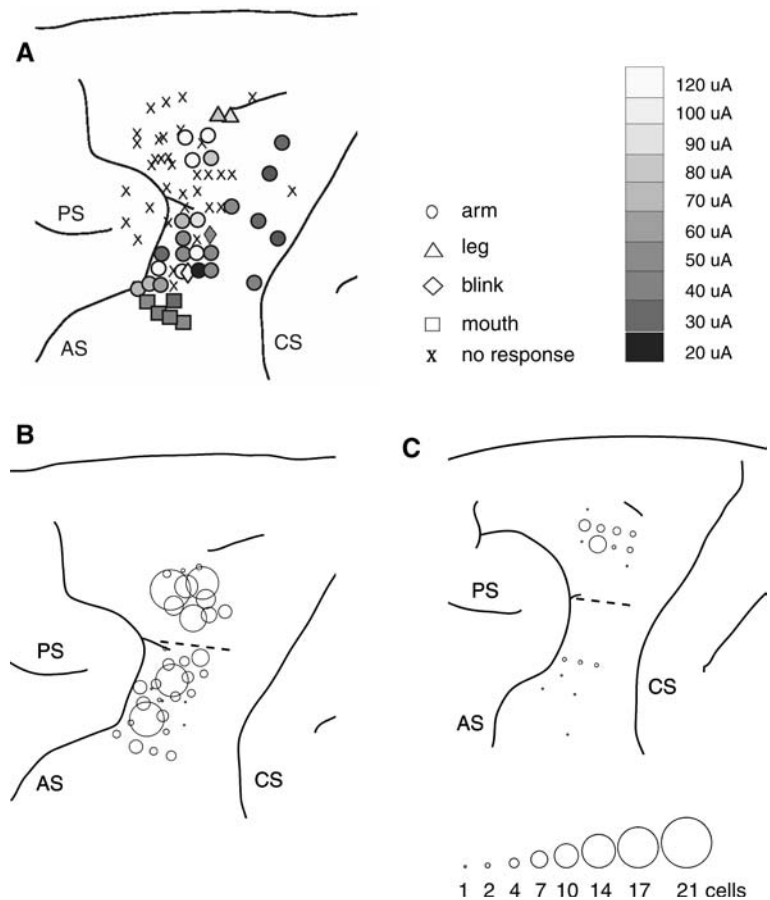 A
PS
AS
CS
arm
leg
blink
mouth
x no response
120 uA
100 uA
90 uA
80 uA
70 uA
60 uA
50 uA
40 uA
30 uA
20 uA
B
PS
AS
CS
C
PS
AS
CS
1 2 4 7 10 14 17 21 cells